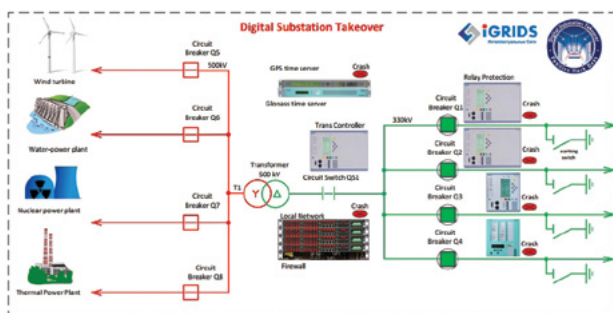 Digital Substation Takeover
iGRIDS
Circuit
Breaker Q5
500kV
Wind turbine
GPS time server
Crash
Glonass time server
Circuit
Breaker Q6
Water-power plant
Trans Controller
Transformer
500 kV
T1
Circuit Switch QS1
Circuit
Breaker Q7
Nuclear power plant
Local Network
Crash
Firewall
Circuit
Breaker Q8
Thermal Power Plant
Relay Protection
330kV
Circuit
Breaker Q1
Crash
Circuit
Breaker Q2
Crash
switch
Circuit
Breaker Q3
Crash
Circuit
Breaker Q4
Crash